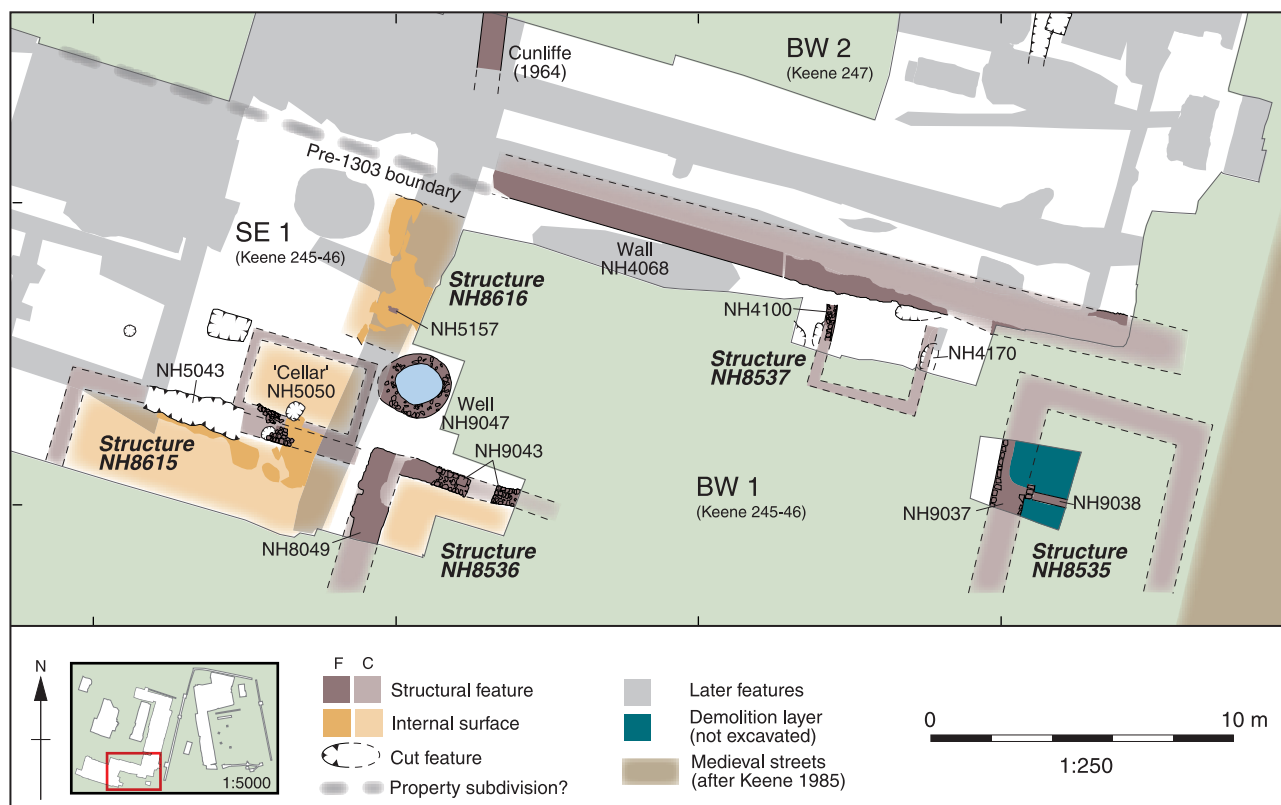 Cunliffe
(1964)
BW 2
(Keene 247)
Pre-1303 boundary
SE 1
(Keene 245-46)
Wall
NH4068
Structure
NH8616
NH5157
NH4100
NH4170
Structure
NH8537
NH5043
'Cellar'
NH5050
Well
NH9047
Structure
NH8615
NH9043
BW 1
(Keene 245-46)
NH9037
NH9038
NH8049
Structure
NH8536
Structure
NH8535
N
1:5000
F C
Structural feature
Internal surface
Cut feature
Property subdivision?
Later features
Demolition layer
(not excavated)
Medieval streets
(after Keene 1985)
0 10 m
1:250